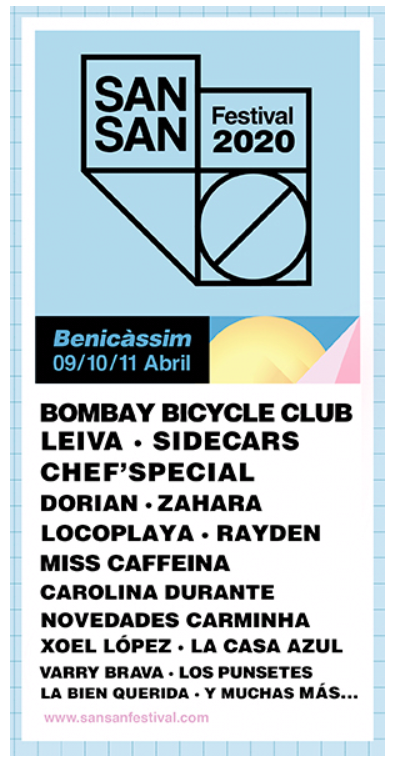 SAN
SAN
Festival
2020
Benicàssim
09/10/11 Abril
BOMBAY BICYCLE CLUB
LEIVA • SIDECARS
CHEF'SPECIAL
DORIAN • ZAHARA
LOCOPLAYA • RAYDEN
MISS CAFFEINA
CAROLINA DURANTE
NOVEDADES CARMINHA
XOEL LÓPEZ • LA CASA AZUL
VARRY BRAVA • LOS PUNSETES
LA BIEN QUERIDA • Y MUCHAS MÁS...
www.sansanfestival.com